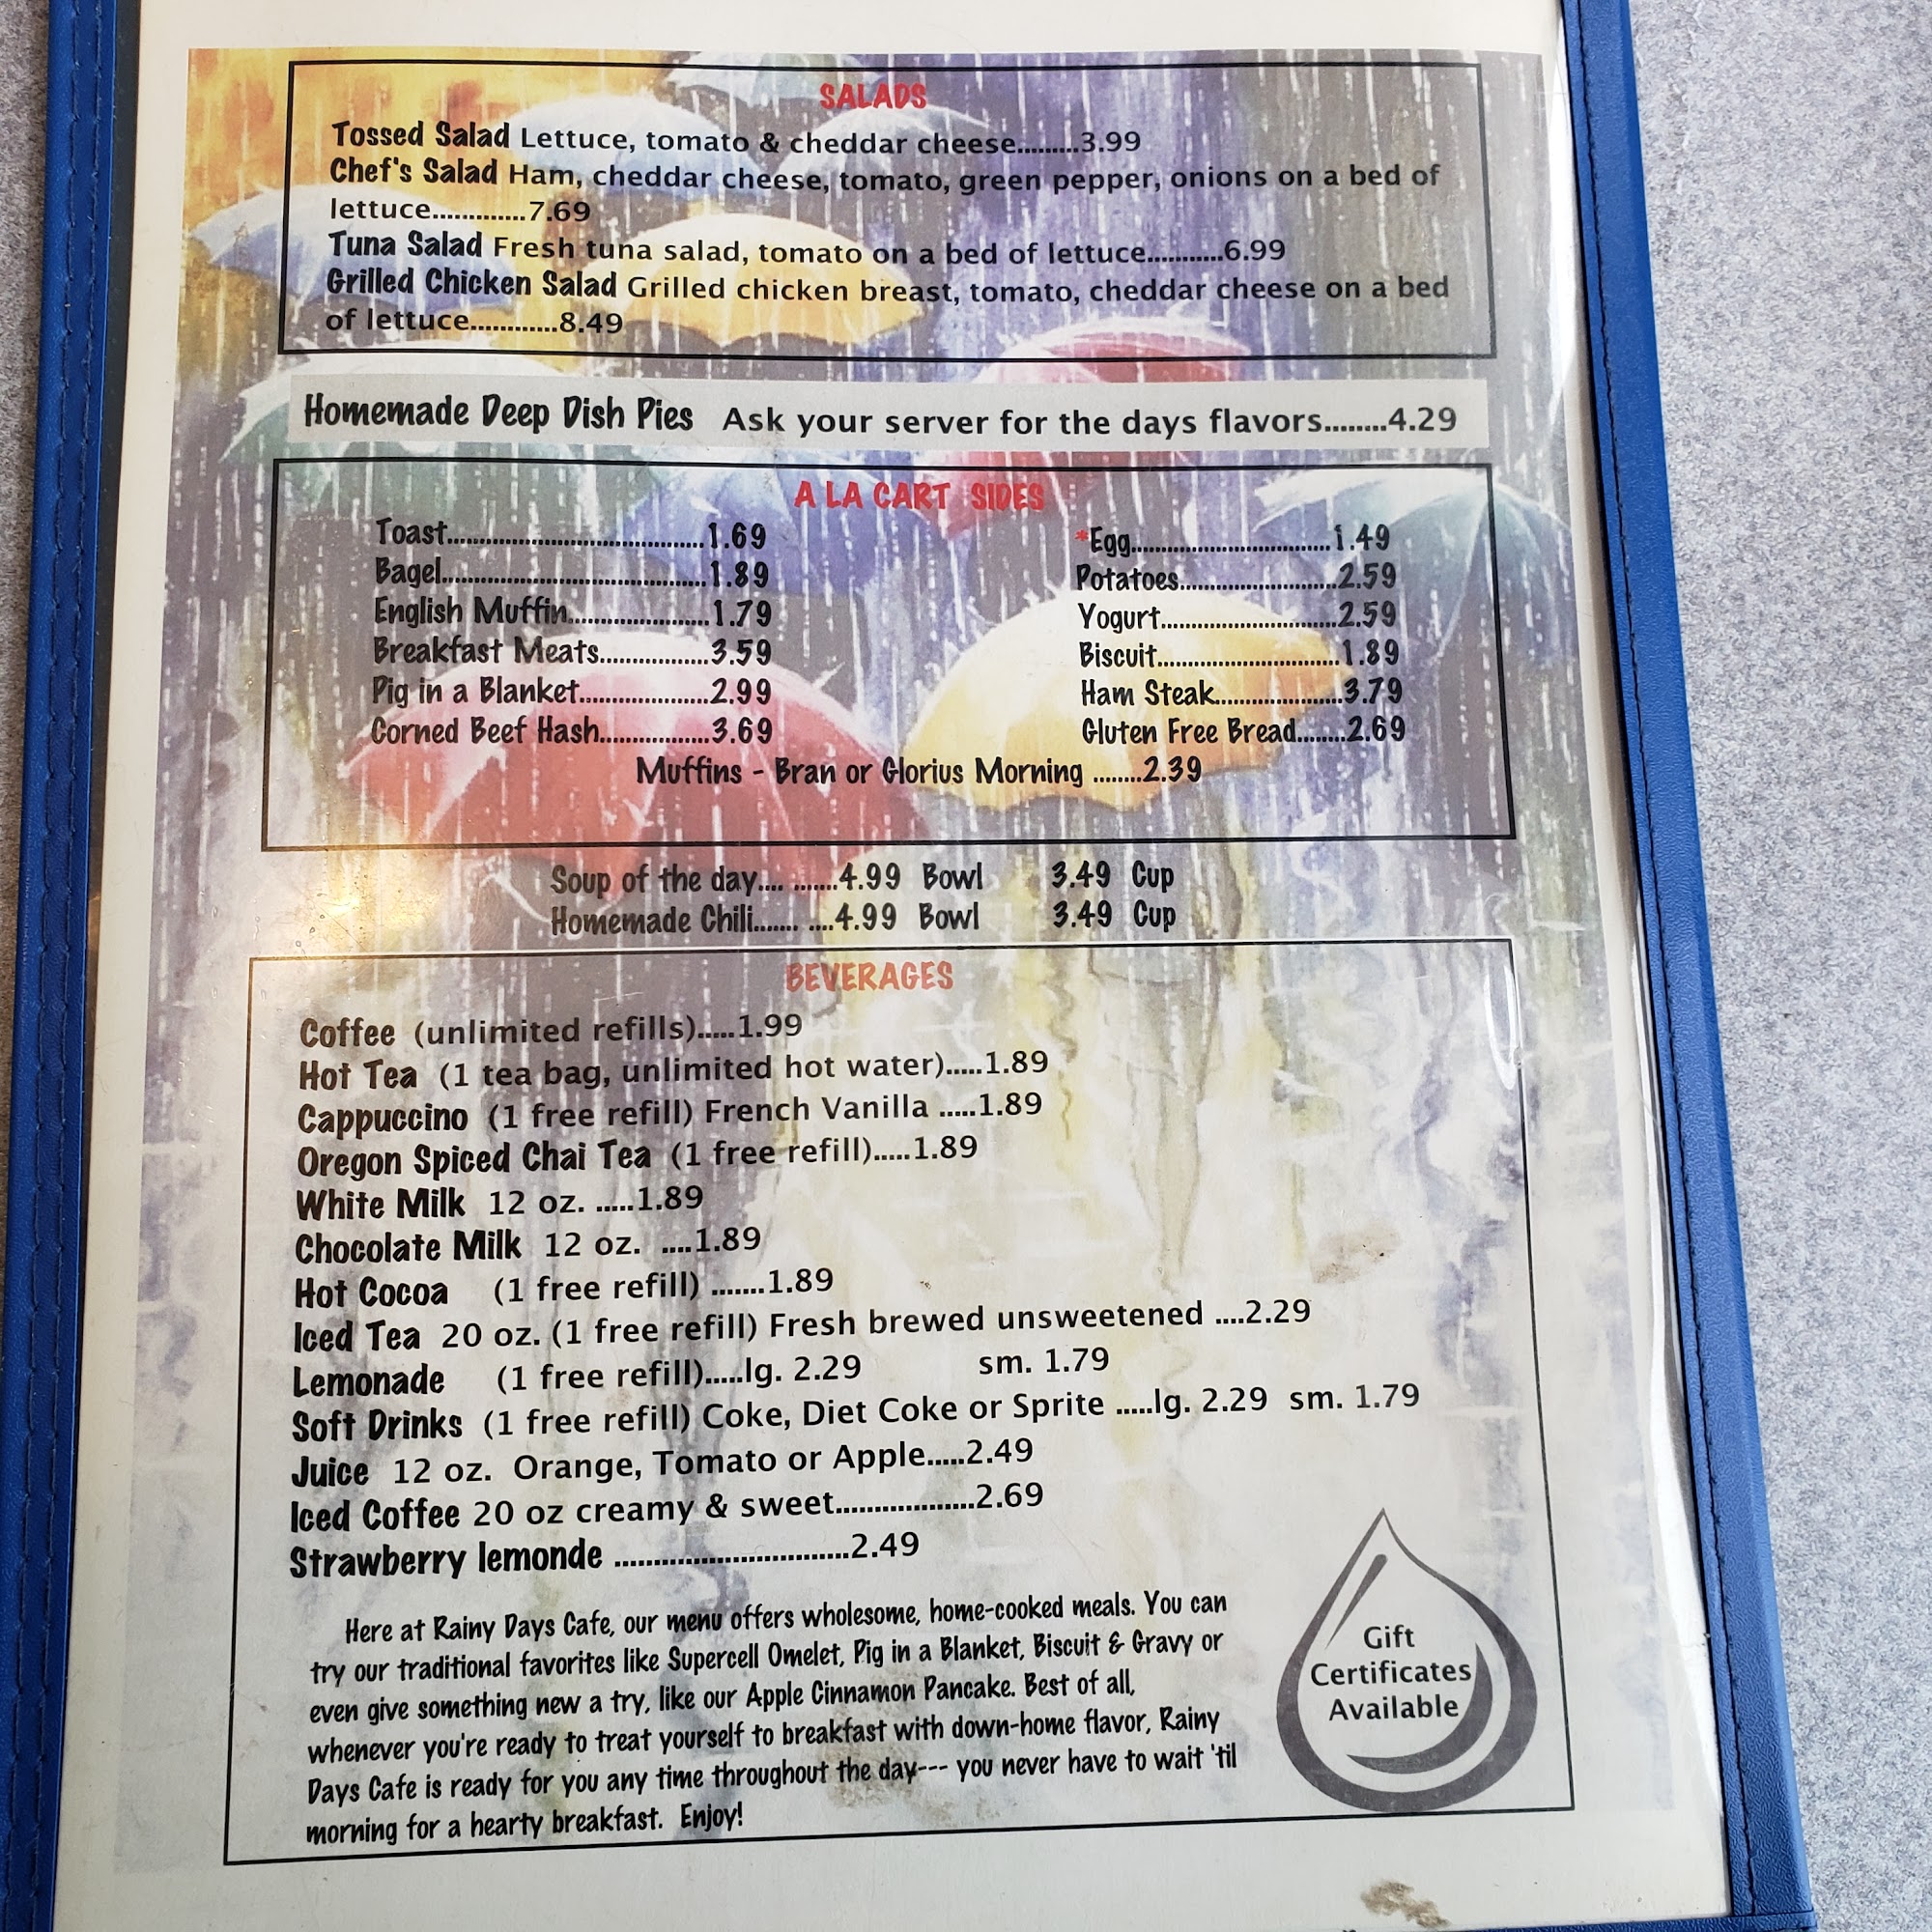 SALADS
Tossed Salad Lettuce, tomato & cheddar cheese.........3.99
Chef's Salad Ham, cheddar cheese, tomato, green pepper, onions on a bed of
lettuce.............7.69
Tuna Salad Fresh tuna salad, tomato on a bed of lettuce...........6.99
Grilled Chicken Salad Grilled chicken breast, tomato, cheddar cheese on a bed
of lettuce............8.49
Homemade Deep Dish Pies Ask your server for the days flavors........4.29
A LA CART SIDES
Toast.........................................1.69
Bagel..........................................1.89
English Muffin......................1.79
Breakfast Meats.................3.59
Pig in a Blanket....................2.99
Corned Beef Hash.................3.69
*Egg...............................1.49
Potatoes........................2.59
Yogurt...........................2.59
Biscuit............................1.89
Ham Steak....................3.79
Gluten Free Bread........2.69
Muffins - Bran or Glorius Morning ........2.39
Soup of the day.... .......4.99 Bowl 3.49 Cup
Homemade Chili....... ....4.99 Bowl 3.49 Cup
BEVERAGES
Coffee (unlimited refills).....1.99
Hot Tea (1 tea bag, unlimited hot water).....1.89
Cappuccino (1 free refill) French Vanilla .....1.89
Oregon Spiced Chai Tea (1 free refill).....1.89
White Milk 12 oz. .....1.89
Chocolate Milk 12 oz. ....1.89
Hot Cocoa (1 free refill) .......1.89
Iced Tea 20 oz. (1 free refill) Fresh brewed unsweetened ....2.29
Lemonade (1 free refill).....lg. 2.29 sm. 1.79
Soft Drinks (1 free refill) Coke, Diet Coke or Sprite .....lg. 2.29 sm. 1.79
Juice 12 oz. Orange, Tomato or Apple.....2.49
Iced Coffee 20 oz creamy & sweet..................2.69
Strawberry lemonde ..............................2.49
Here at Rainy Days Cafe, our menu offers wholesome, home-cooked meals. You can
try our traditional favorites like Supercell Omelet, Pig in a Blanket, Biscuit & Gravy or
even give something new a try, like our Apple Cinnamon Pancake. Best of all,
whenever you're ready to treat yourself to breakfast with down-home flavor, Rainy
Days Cafe is ready for you any time throughout the day--- you never have to wait 'til
morning for a hearty breakfast. Enjoy!
Gift
Certificates
Available